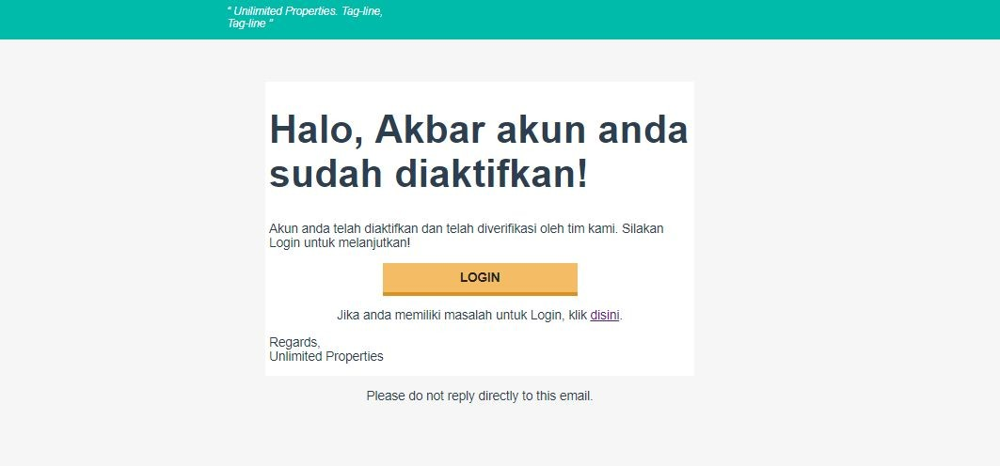 “ Unilimited Properties. Tag-line,
Tag-line ”
Halo, Akbar akun anda
sudah diaktifkan!
Akun anda telah diaktifkan dan telah diverifikasi oleh tim kami. Silakan
Login untuk melanjutkan!
LOGIN
Jika anda memiliki masalah untuk Login, klik disini.
Regards,
Unlimited Properties
Please do not reply directly to this email.